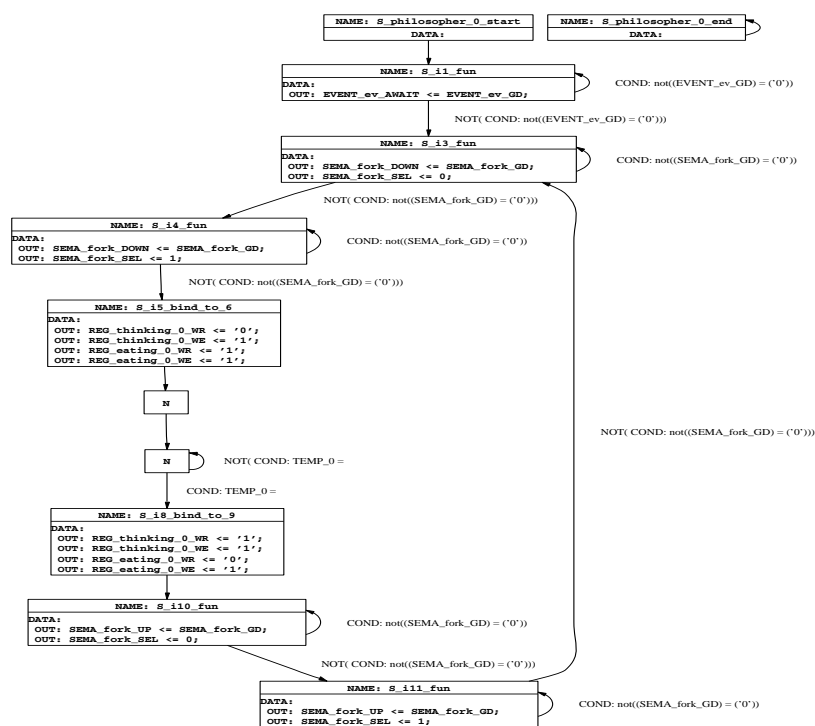 NAME: S_philosopher_0_start
DATA:
NAME: S_philosopher_0_end
DATA:
NAME: S_i1_fun
DATA:
OUT: EVENT_ev_AWAIT <= EVENT_ev_GD;
COND: not((EVENT_ev_GD) = ('0'))
NOT( COND: not((EVENT_ev_GD) = ('0')))
NAME: S_i3_fun
DATA:
OUT: SEMA_fork_DOWN <= SEMA_fork_GD;
OUT: SEMA_fork_SEL <= 0;
COND: not((SEMA_fork_GD) = ('0'))
NOT( COND: not((SEMA_fork_GD) = ('0')))
NAME: S_i4_fun
DATA:
OUT: SEMA_fork_DOWN <= SEMA_fork_GD;
OUT: SEMA_fork_SEL <= 1;
COND: not((SEMA_fork_GD) = ('0'))
NOT( COND: not((SEMA_fork_GD) = ('0')))
NAME: S_i5_bind_to_6
DATA:
OUT: REG_thinking_0_WR <= '0';
OUT: REG_thinking_0_WE <= '1';
OUT: REG_eating_0_WR <= '1';
OUT: REG_eating_0_WE <= '1';
N
NOT( COND: not((SEMA_fork_GD) = ('0')))
N
NOT( COND: TEMP_0 =
COND: TEMP_0 =
NAME: S_i8_bind_to_9
DATA:
OUT: REG_thinking_0_WR <= '1';
OUT: REG_thinking_0_WE <= '1';
OUT: REG_eating_0_WR <= '0';
OUT: REG_eating_0_WE <= '1';
NAME: S_i10_fun
DATA:
OUT: SEMA_fork_UP <= SEMA_fork_GD;
OUT: SEMA_fork_SEL <= 0;
COND: not((SEMA_fork_GD) = ('0'))
NOT( COND: not((SEMA_fork_GD) = ('0')))
NAME: S_i11_fun
DATA:
OUT: SEMA_fork_UP <= SEMA_fork_GD;
OUT: SEMA_fork_SEL <= 1;
COND: not((SEMA_fork_GD) = ('0'))